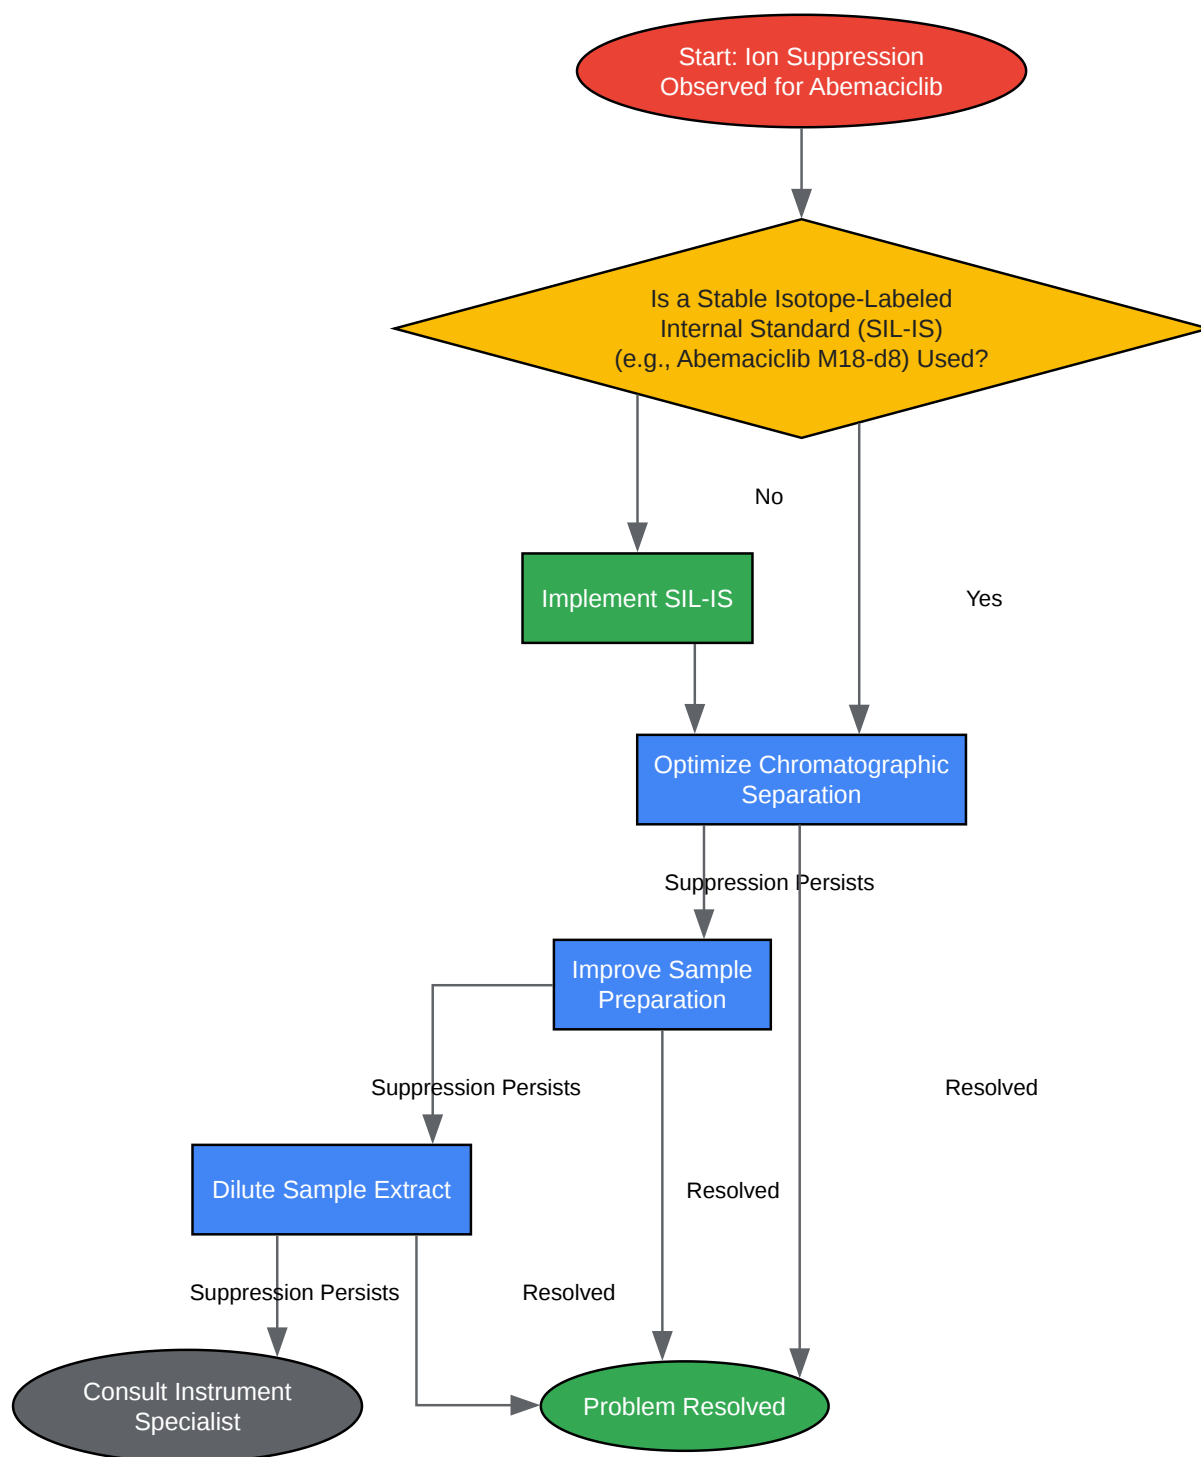 Start: Ion Suppression
Observed for Abemaciclib
Is a Stable Isotope-Labeled
Internal Standard (SIL-IS)
(e.g., Abemaciclib M18-d8) Used?
No
Implement SIL-IS
Yes
Optimize Chromatographic
Separation
Suppression Persists
Improve Sample
Preparation
Suppression Persists
Resolved
Dilute Sample Extract
Resolved
Suppression Persists
Resolved
Consult Instrument
Specialist
Problem Resolved